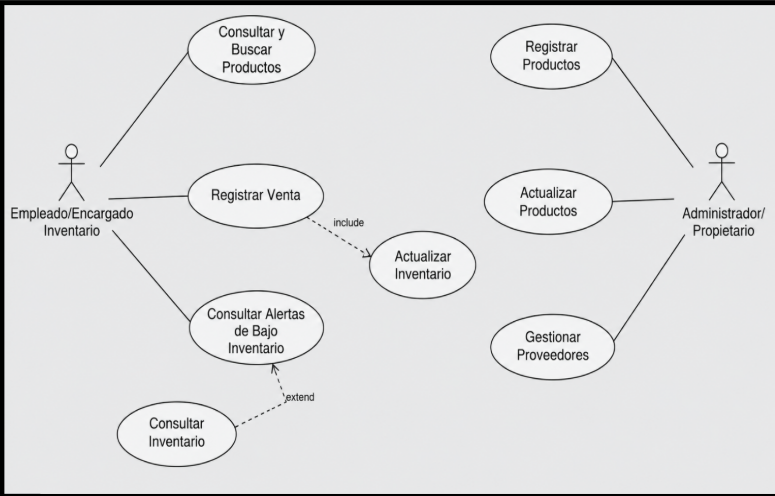 Consultar y
Buscar
Productos
Registrar
Productos
Empleado/Encargado
Inventario
Registrar Venta
include
Actualizar
Inventario
Actualizar
Productos
Administrador/
Propietario
Consultar Alertas
de Bajo
Inventario
Gestionar
Proveedores
extend
Consultar
Inventario